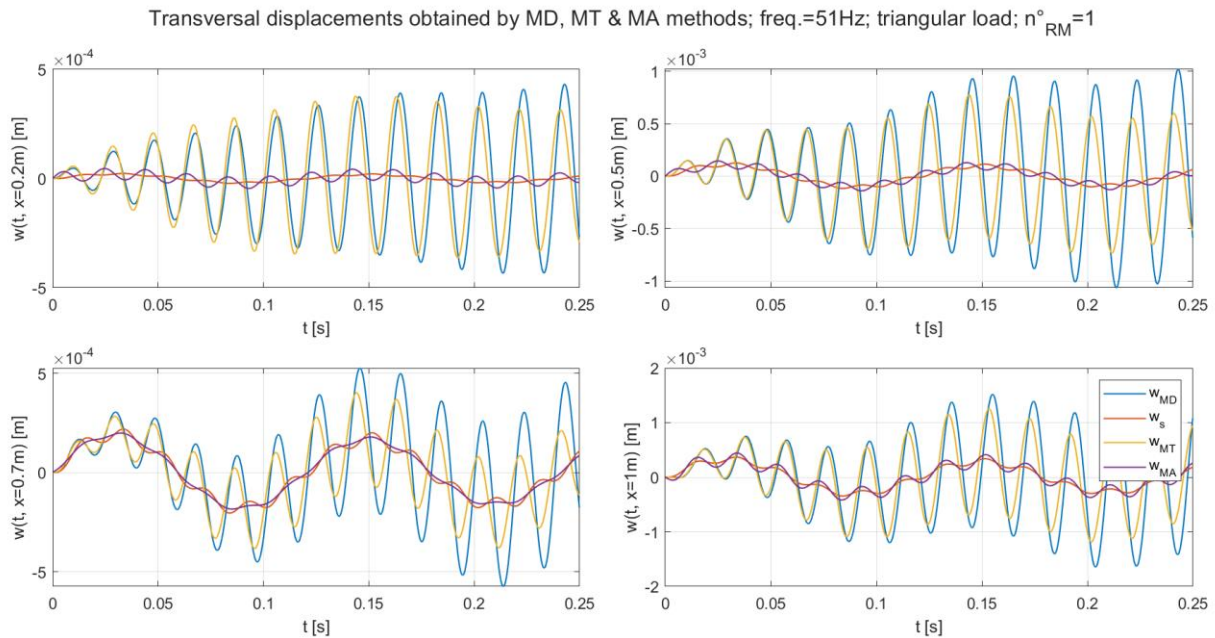 Transversal displacements obtained by MD, MT & MA methods; freq.=51Hz; triangular load; n°RM=1
×10-4
5
0
-5
w(t, x=0.2m) [m]
0 0.05 0.1 0.15 0.2 0.25
t [s]
×10-3
1
0.5
0
-0.5
-1
w(t, x=0.5m) [m]
0 0.05 0.1 0.15 0.2 0.25
t [s]
×10-4
5
0
-5
w(t, x=0.7m) [m]
0 0.05 0.1 0.15 0.2 0.25
t [s]
×10-3
2
1
0
-1
-2
w(t, x=1m) [m]
wMD
ws
wMT
wMA
0 0.05 0.1 0.15 0.2 0.25
t [s]